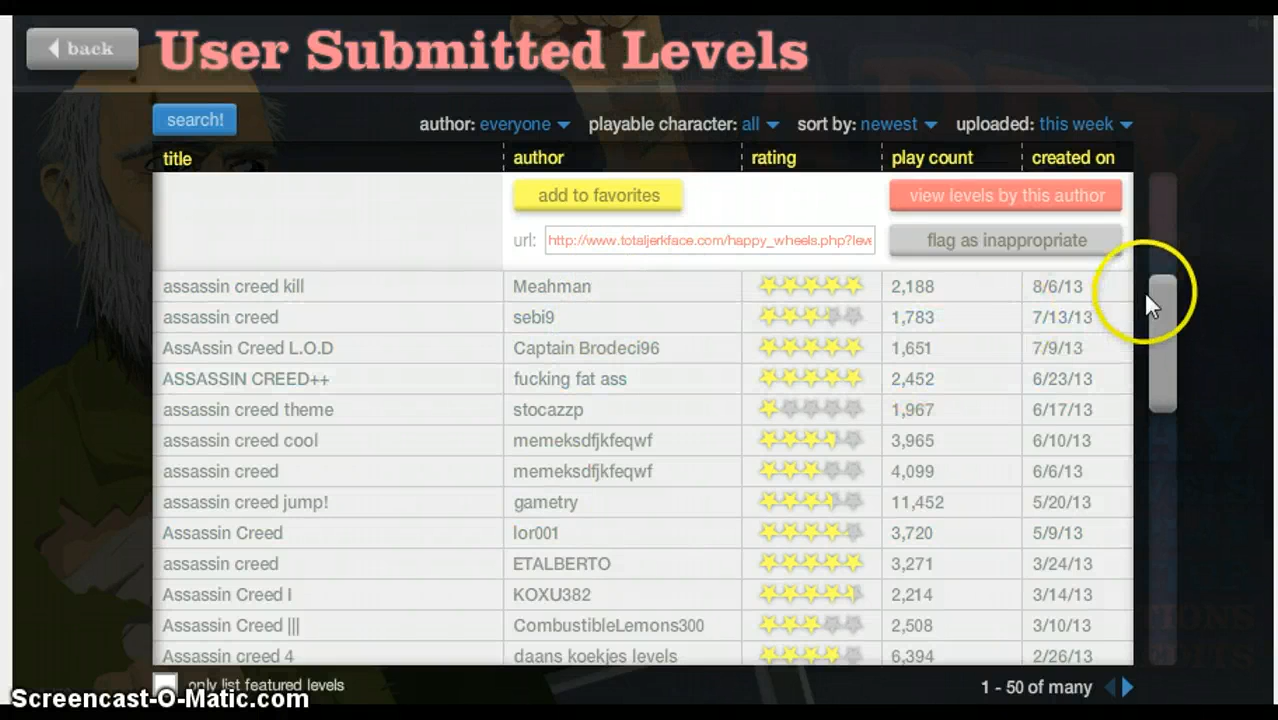 back
User Submitted Levels
search!
author: everyone playable character: all sort by: newest uploaded: this week
title author rating play count created on
add to favorites view levels by this author
url: http://www.totaljerkface.com/happy_wheels.php?leve flag as inappropriate
assassin creed kill Meahman 2,188 8/6/13
assassin creed sebi9 1,783 7/13/13
AssAssin Creed L.O.D Captain Brodeci96 1,651 7/9/13
ASSASSIN CREED++ fucking fat ass 2,452 6/23/13
assassin creed theme stocazzp 1,967 6/17/13
assassin creed cool memeksdfjkfeqwf 3,965 6/10/13
assassin creed memeksdfjkfeqwf 4,099 6/6/13
assassin creed jump! gametry 11,452 5/20/13
Assassin Creed lor001 3,720 5/9/13
assassin creed ETALBERTO 3,271 3/24/13
Assassin Creed I KOXU382 2,214 3/14/13
Assassin Creed ||| CombustibleLemons300 2,508 3/10/13
Assassin creed 4 daans koekjes levels 6,394 2/26/13
only list featured levels 1 - 50 of many
Screencast-O-Matic.com